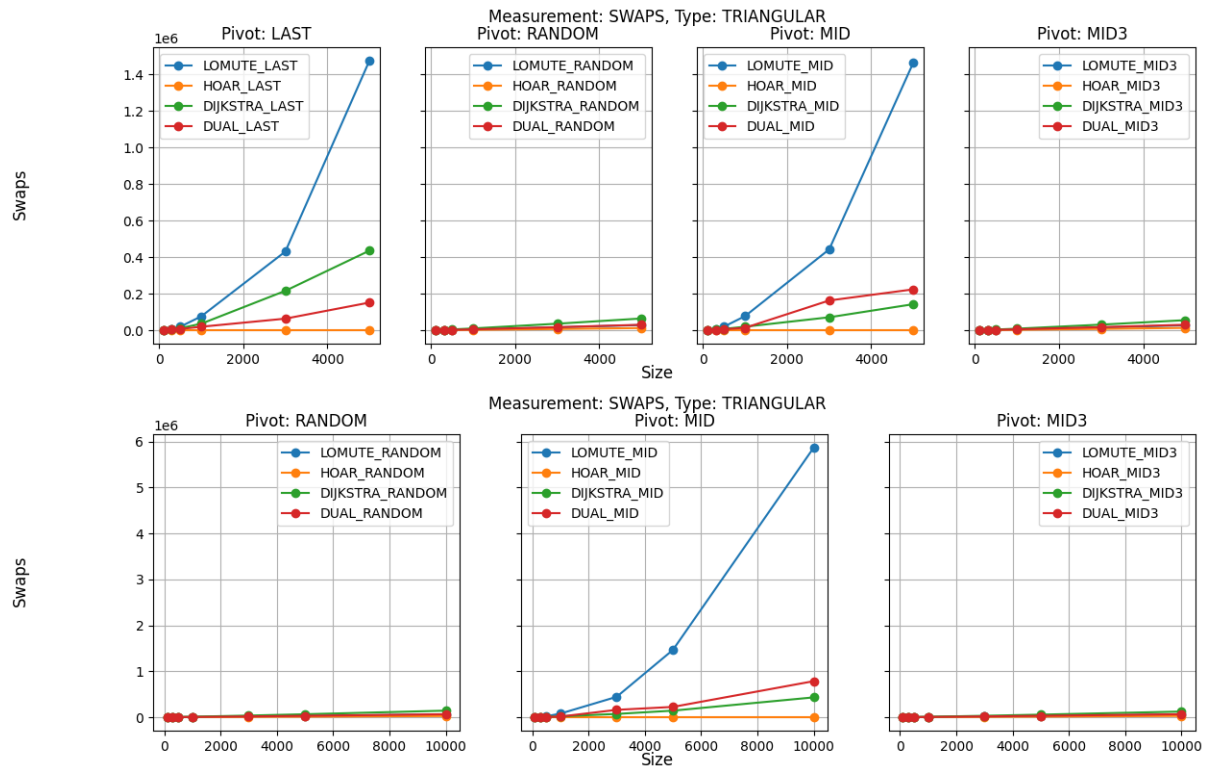 Measurement: SWAPS, Type: TRIANGULAR
Pivot: LAST
Pivot: RANDOM
Pivot: MID
Pivot: MID3
1e6
LOMUTE_LAST
HOAR_LAST
DIJKSTRA_LAST
DUAL_LAST
LOMUTE_RANDOM
HOAR_RANDOM
DIJKSTRA_RANDOM
DUAL_RANDOM
LOMUTE_MID
HOAR_MID
DIJKSTRA_MID
DUAL_MID
LOMUTE_MID3
HOAR_MID3
DIJKSTRA_MID3
DUAL_MID3
1.4
1.2
1.0
0.8
0.6
0.4
0.2
0.0
Swaps
0 2000 4000
0 2000 4000
0 2000 4000
0 2000 4000
Size
Measurement: SWAPS, Type: TRIANGULAR
Pivot: RANDOM
Pivot: MID
Pivot: MID3
1e6
LOMUTE_RANDOM
HOAR_RANDOM
DIJKSTRA_RANDOM
DUAL_RANDOM
LOMUTE_MID
HOAR_MID
DIJKSTRA_MID
DUAL_MID
LOMUTE_MID3
HOAR_MID3
DIJKSTRA_MID3
DUAL_MID3
6
5
4
3
2
1
0
Swaps
0 2000 4000 6000 8000 10000
0 2000 4000 6000 8000 10000
0 2000 4000 6000 8000 10000
Size